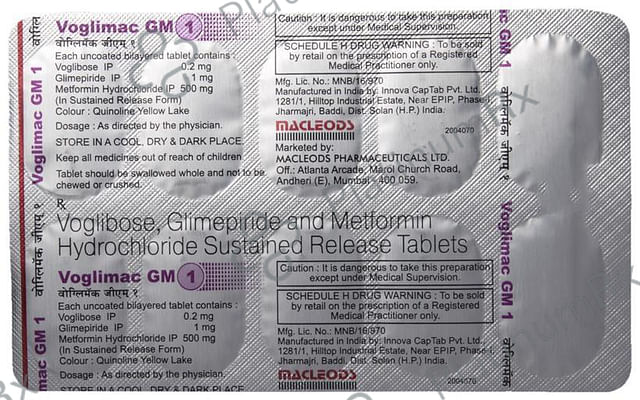 Voglimac GM 1
वोग्लिमॅक जीएम् १
Each uncoated bilayered tablet contains :
Voglibose IP 0.2 mg
Glimepiride IP 1 mg
Metformin Hydrochloride IP 500 mg
(In Sustained Release Form)
Colour : Quinoline Yellow Lake
Dosage : As directed by the physician.
STORE IN A COOL, DRY & DARK PLACE.
Keep all medicines out of reach of children
Tablet should be swallowed whole and not to be
chewed or crushed.
Caution : It is dangerous to take this preparation
except under Medical Supervision.
SCHEDULE H DRUG WARNING : To be sold
by retail on the prescription of a Registered
Medical Practitioner only.
Mfg. Lic. No.: MNB/16/970
Manufactured in India by: Innova CapTab Pvt. Ltd.
1281/1, Hilltop Industrial Estate, Near EPIP, Phase-I,
Jharmajri, Baddi, Dist. Solan (H.P.) India.
MACLEODS
2004070
Marketed by:
MACLEODS PHARMACEUTICALS LTD.
Off.: Atlanta Arcade, Marol Church Road,
Andheri (E), Mumbai - 400 059.
℞
Voglibose, Glimepiride and Metformin
Hydrochloride Sustained Release Tablets
Voglimac GM 1
वोग्लिमॅक जीएम् १
Each uncoated bilayered tablet contains :
Voglibose IP 0.2 mg
Glimepiride IP 1 mg
Metformin Hydrochloride IP 500 mg
(In Sustained Release Form)
Colour : Quinoline Yellow Lake
Dosage : As directed by the physician.
STORE IN A COOL, DRY & DARK PLACE
Caution : It is dangerous to take this preparation
except under Medical Supervision.
SCHEDULE H DRUG WARNING : To be sold
by retail on the prescription of a Registered
Medical Practitioner only.
Mfg. Lic. No.: MNB/16/970
Manufactured in India by: Innova CapTab Pvt. Ltd.
1281/1, Hilltop Industrial Estate, Near EPIP, Phase-I,
Jharmajri, Baddi, Dist. Solan (H.P.) India.
MACLEODS
2004070
वोग्लि
Voglimac GM 1
वोग्लिमॅक जीएम् १
mac GM 1
GM 1
वोग्लिमॅक जीएम् १
Voglimac GM 1
वोग्लि